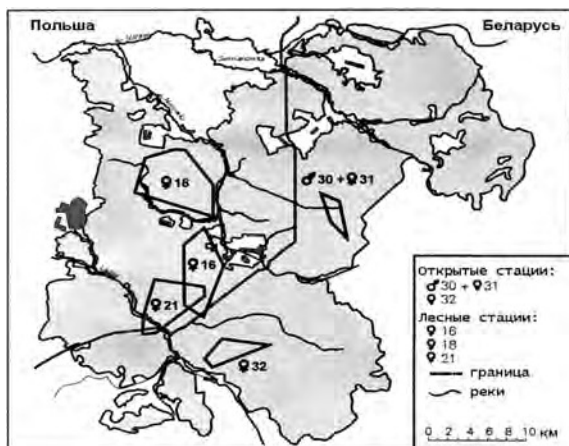 Польша
Беларусь
♀18
♂30 + ♀31
♀16
♀21
♀32
Открытые стации:
♂30 + ♀31
♀ 32
Лесные стации:
♀ 16
♀ 18
♀ 21
граница
реки
0 2 4 6 8 10 км